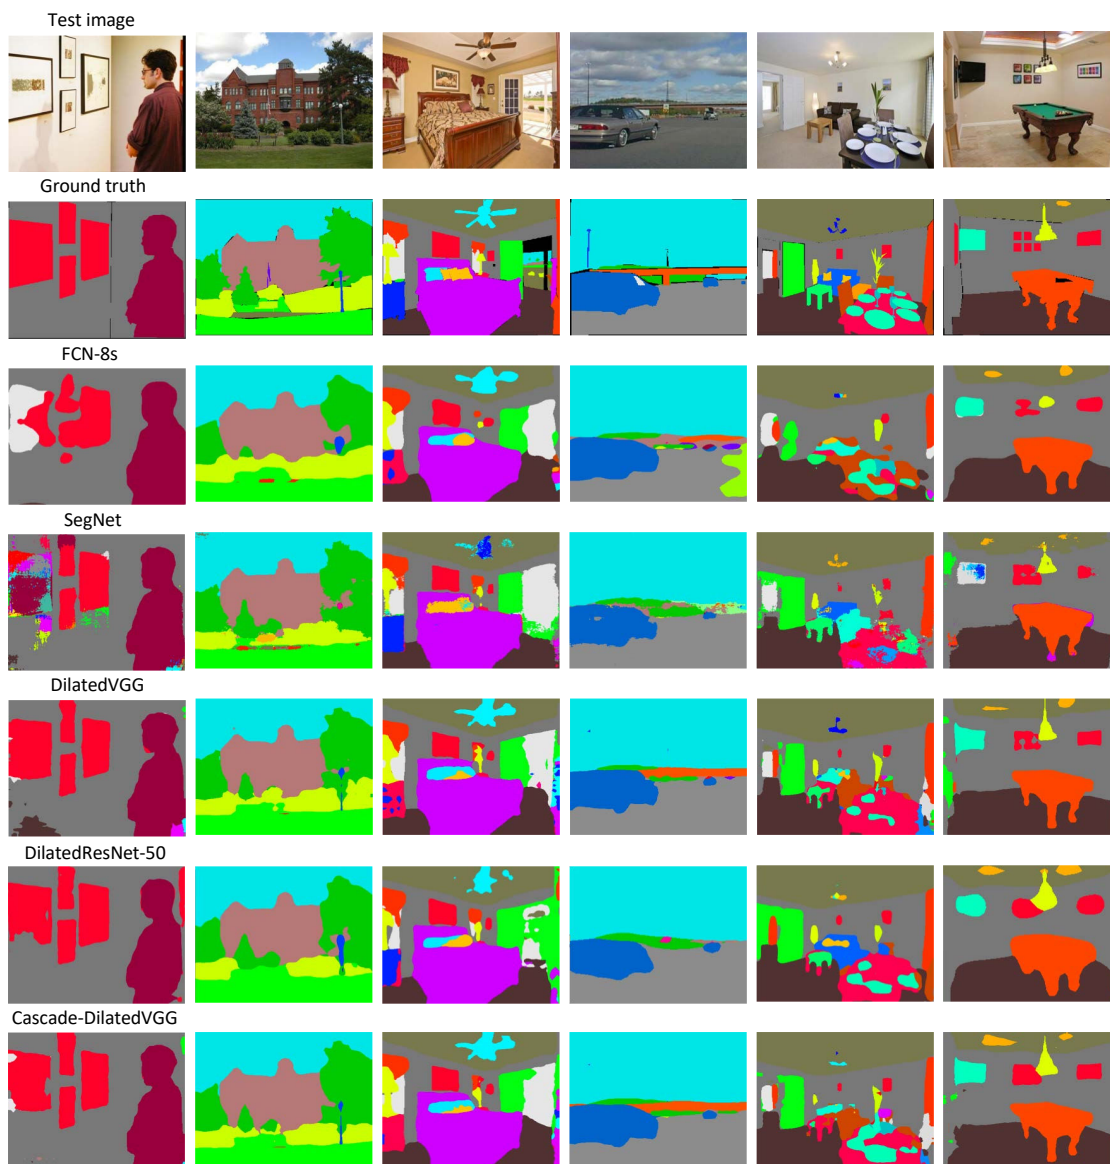 Test image
Ground truth
FCN-8s
SegNet
DilatedVGG
DilatedResNet-50
Cascade-DilatedVGG